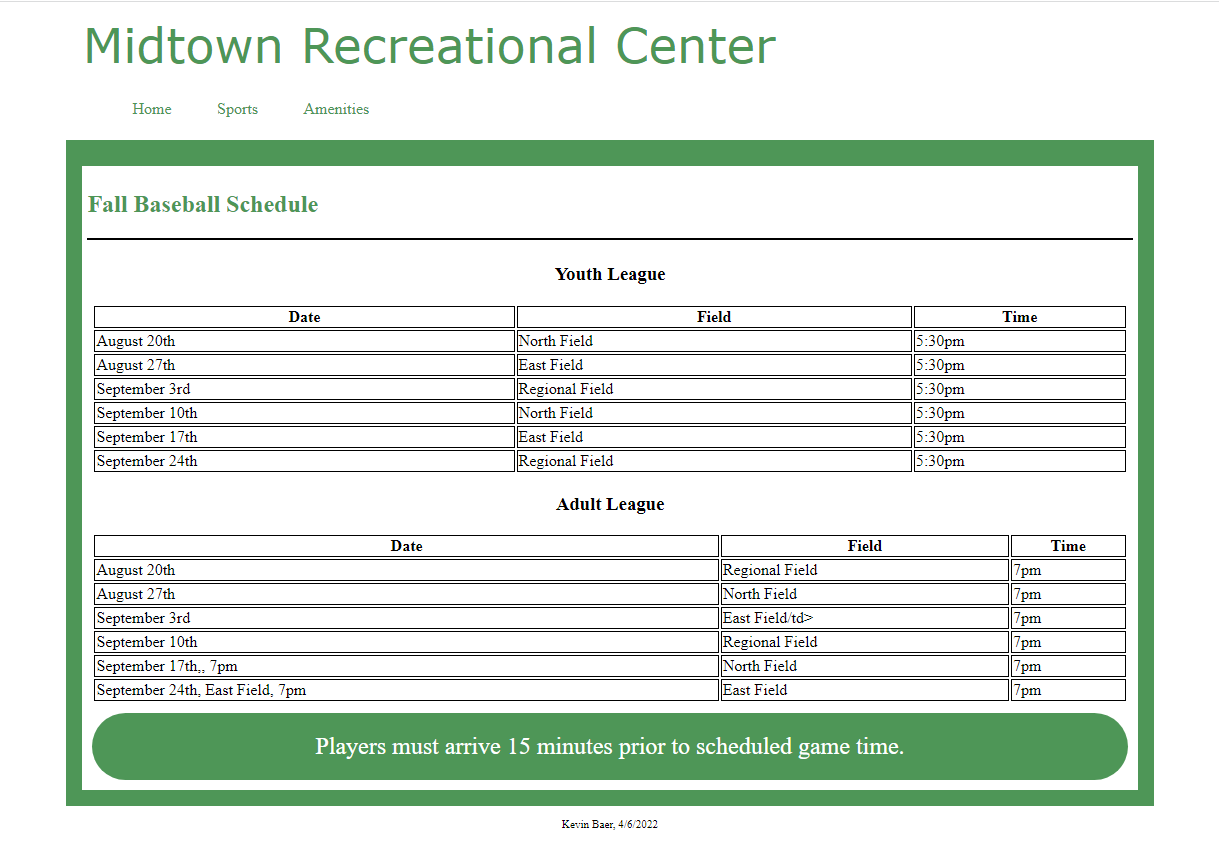 Midtown Recreational Center
Home Sports Amenities
Fall Baseball Schedule
Youth League
Date Field Time
August 20th North Field 5:30pm
August 27th East Field 5:30pm
September 3rd Regional Field 5:30pm
September 10th North Field 5:30pm
September 17th East Field 5:30pm
September 24th Regional Field 5:30pm
Adult League
Date Field Time
August 20th Regional Field 7pm
August 27th North Field 7pm
September 3rd East Field/td> 7pm
September 10th Regional Field 7pm
September 17th,, 7pm North Field 7pm
September 24th, East Field, 7pm East Field 7pm
Players must arrive 15 minutes prior to scheduled game time.
Kevin Baer, 4/6/2022